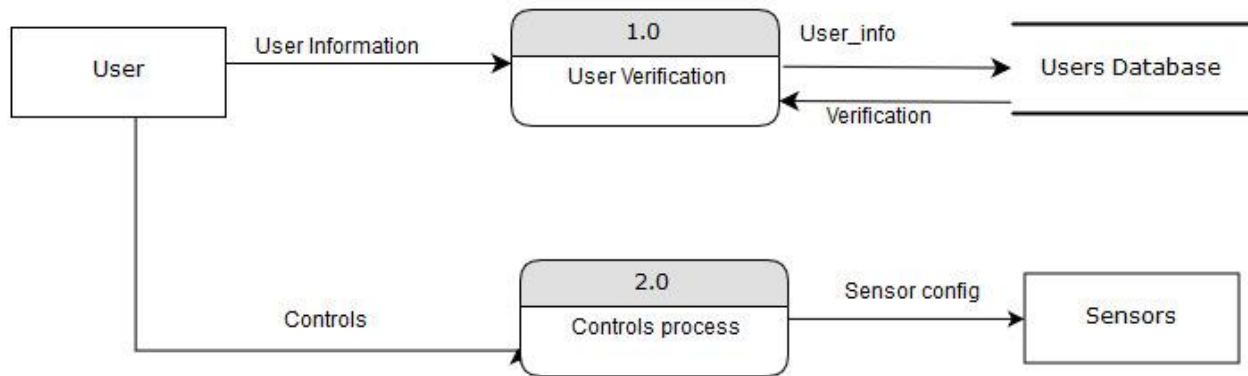 User
User Information
1.0
User Verification
User_info
Verification
Users Database
Controls
2.0
Controls process
Sensor config
Sensors